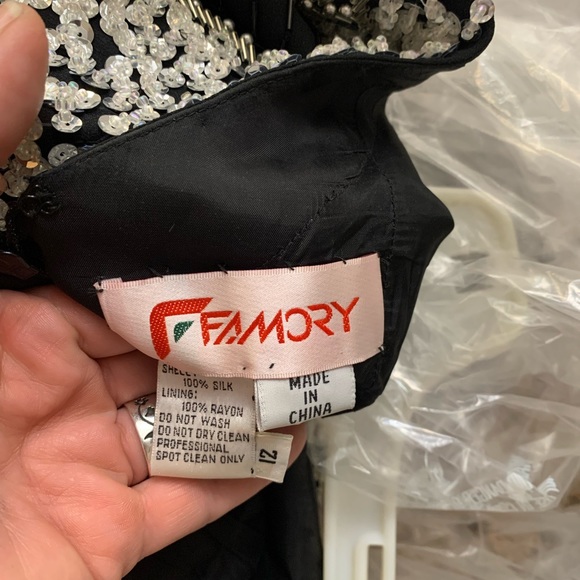 FAMORY
SHELL:
100% SILK
LINING:
100% RAYON
DO NOT WASH
DO NOT DRY CLEAN
PROFESSIONAL
SPOT CLEAN ONLY
MADE
IN
CHINA
12